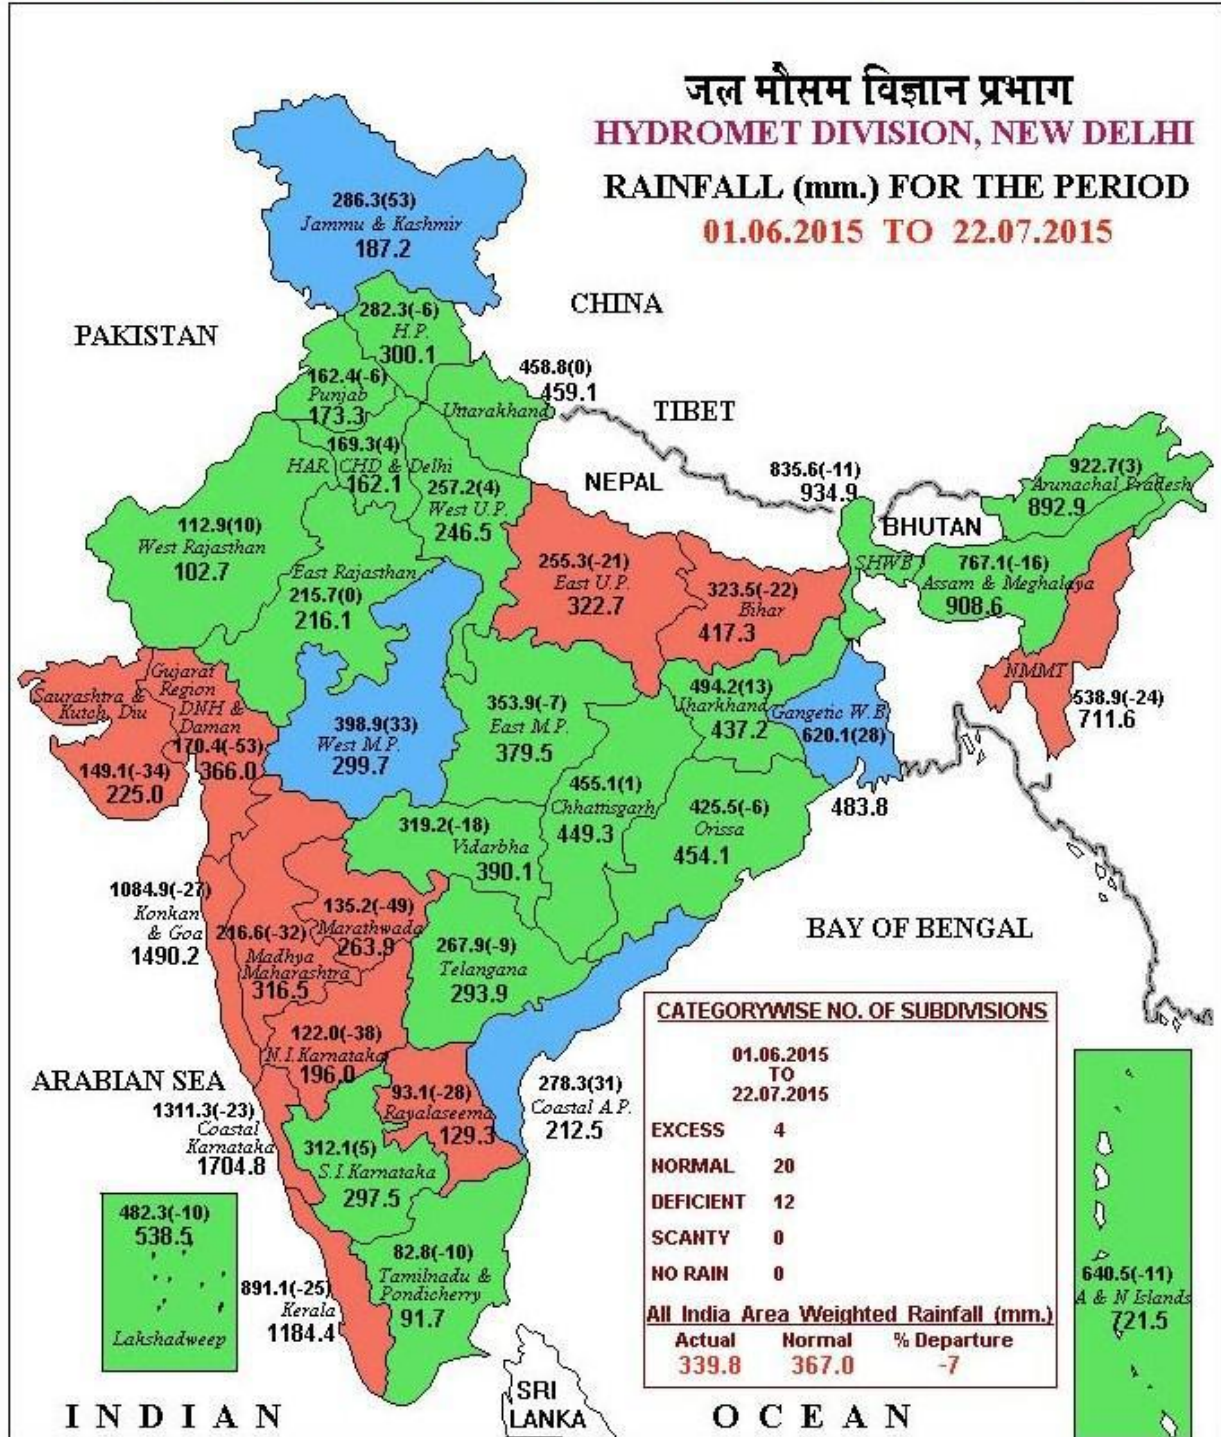 जल मौसम विज्ञान प्रभाग
HYDROMET DIVISION, NEW DELHI
RAINFALL (mm.) FOR THE PERIOD
01.06.2015 TO 22.07.2015
286.3(53)
Jammu & Kashmir
187.2
CHINA
PAKISTAN
282.3(-6)
H.P.
300.1
162.4(-6)
Punjab
173.3
458.8(0)
459.1
Uttarakhand
TIBET
NEPAL
169.3(4)
HAR CHD & Delhi
162.1
257.2(4)
West U.P.
246.5
835.6(-11)
934.9
SHWB
BHUTAN
922.7(3)
Arunachal Pradesh
892.9
112.9(10)
West Rajasthan
102.7
East Rajasthan
215.7(0)
216.1
255.3(-21)
East U.P.
322.7
323.5(-22)
Bihar
417.3
767.1(-16)
Assam & Meghalaya
908.6
NMMT
538.9(-24)
711.6
Saurashtra &
Kutch, Diu
149.1(-34)
225.0
Gujarat
Region
DNH &
Daman
170.4(-53)
366.0
398.9(33)
West M.P.
299.7
353.9(-7)
East M.P.
379.5
494.2(13)
Jharkhand
437.2
Gangetic W.B
620.1(28)
483.8
455.1(1)
Chhattisgarh
449.3
425.5(-6)
Orissa
454.1
319.2(-18)
Vidarbha
390.1
1084.9(-27)
Konkan
& Goa
1490.2
216.6(-32)
Madhya
Maharashtra
316.5
135.2(-49)
Marathwada
263.9
267.9(-9)
Telangana
293.9
BAY OF BENGAL
122.0(-38)
N.I.Karnataka
196.0
ARABIAN SEA
93.1(-28)
Rayalaseema
129.3
278.3(31)
Coastal A.P.
212.5
1311.3(-23)
Coastal
Karnataka
1704.8
312.1(5)
S.I.Karnataka
297.5
482.3(-10)
538.5
Lakshadweep
891.1(-25)
Kerala
1184.4
82.8(-10)
Tamilnadu &
Pondicherry
91.7
CATEGORYWISE NO. OF SUBDIVISIONS
01.06.2015
TO
22.07.2015
EXCESS 4
NORMAL 20
DEFICIENT 12
SCANTY 0
NO RAIN 0
All India Area Weighted Rainfall (mm.)
Actual Normal % Departure
339.8 367.0 -7
640.5(-11)
A & N Islands
721.5
SRI
LANKA
INDIAN OCEAN